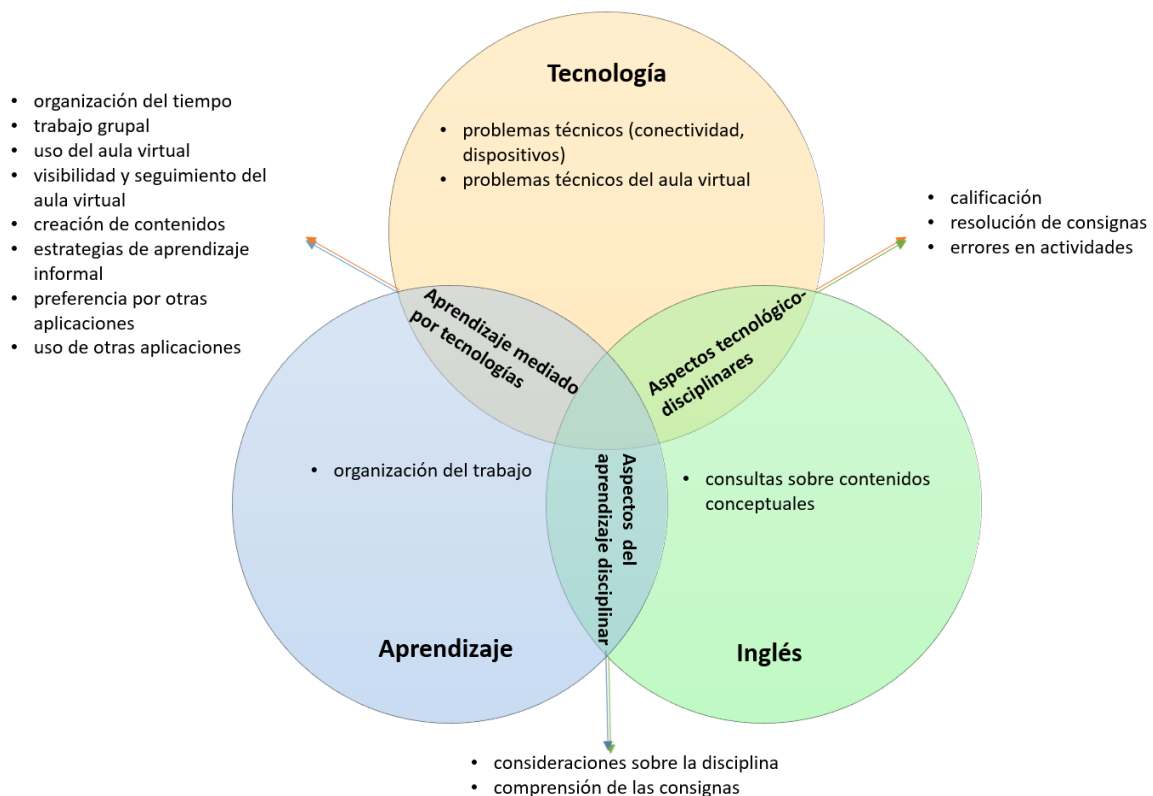 Tecnología
• problemas técnicos (conectividad,
dispositivos)
• problemas técnicos del aula virtual
• organización del tiempo
• trabajo grupal
• uso del aula virtual
• visibilidad y seguimiento del
aula virtual
• creación de contenidos
• estrategias de aprendizaje
informal
• preferencia por otras
aplicaciones
• uso de otras aplicaciones
• calificación
• resolución de consignas
• errores en actividades
Aprendizaje mediado
por tecnologías
Aspectos tecnológico-
disciplinares
• organización del trabajo
Aspectos del
aprendizaje disciplinar
• consultas sobre contenidos
conceptuales
Aprendizaje
Inglés
• consideraciones sobre la disciplina
• comprensión de las consignas